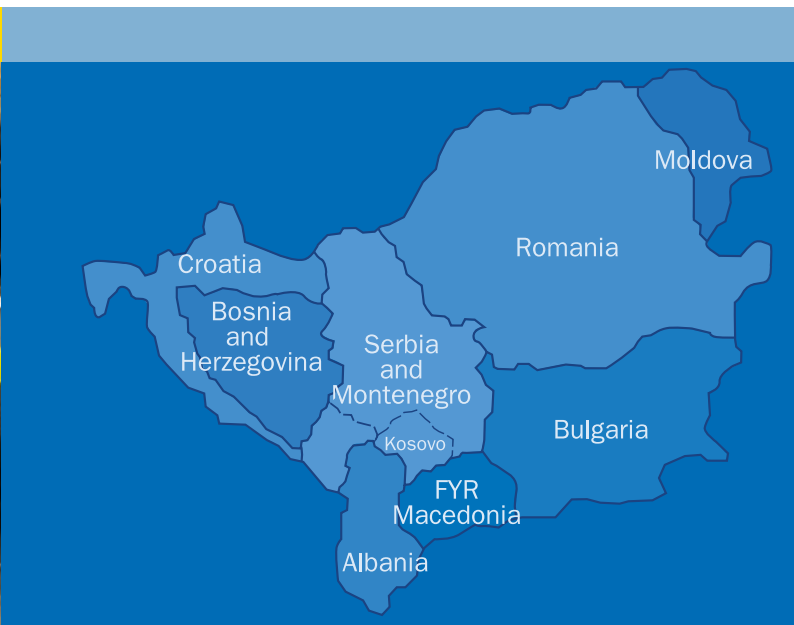 Moldova
Romania
Croatia
Bosnia
and
Herzegovina
Serbia
and
Montenegro
Bulgaria
Kosovo
FYR
Macedonia
Albania